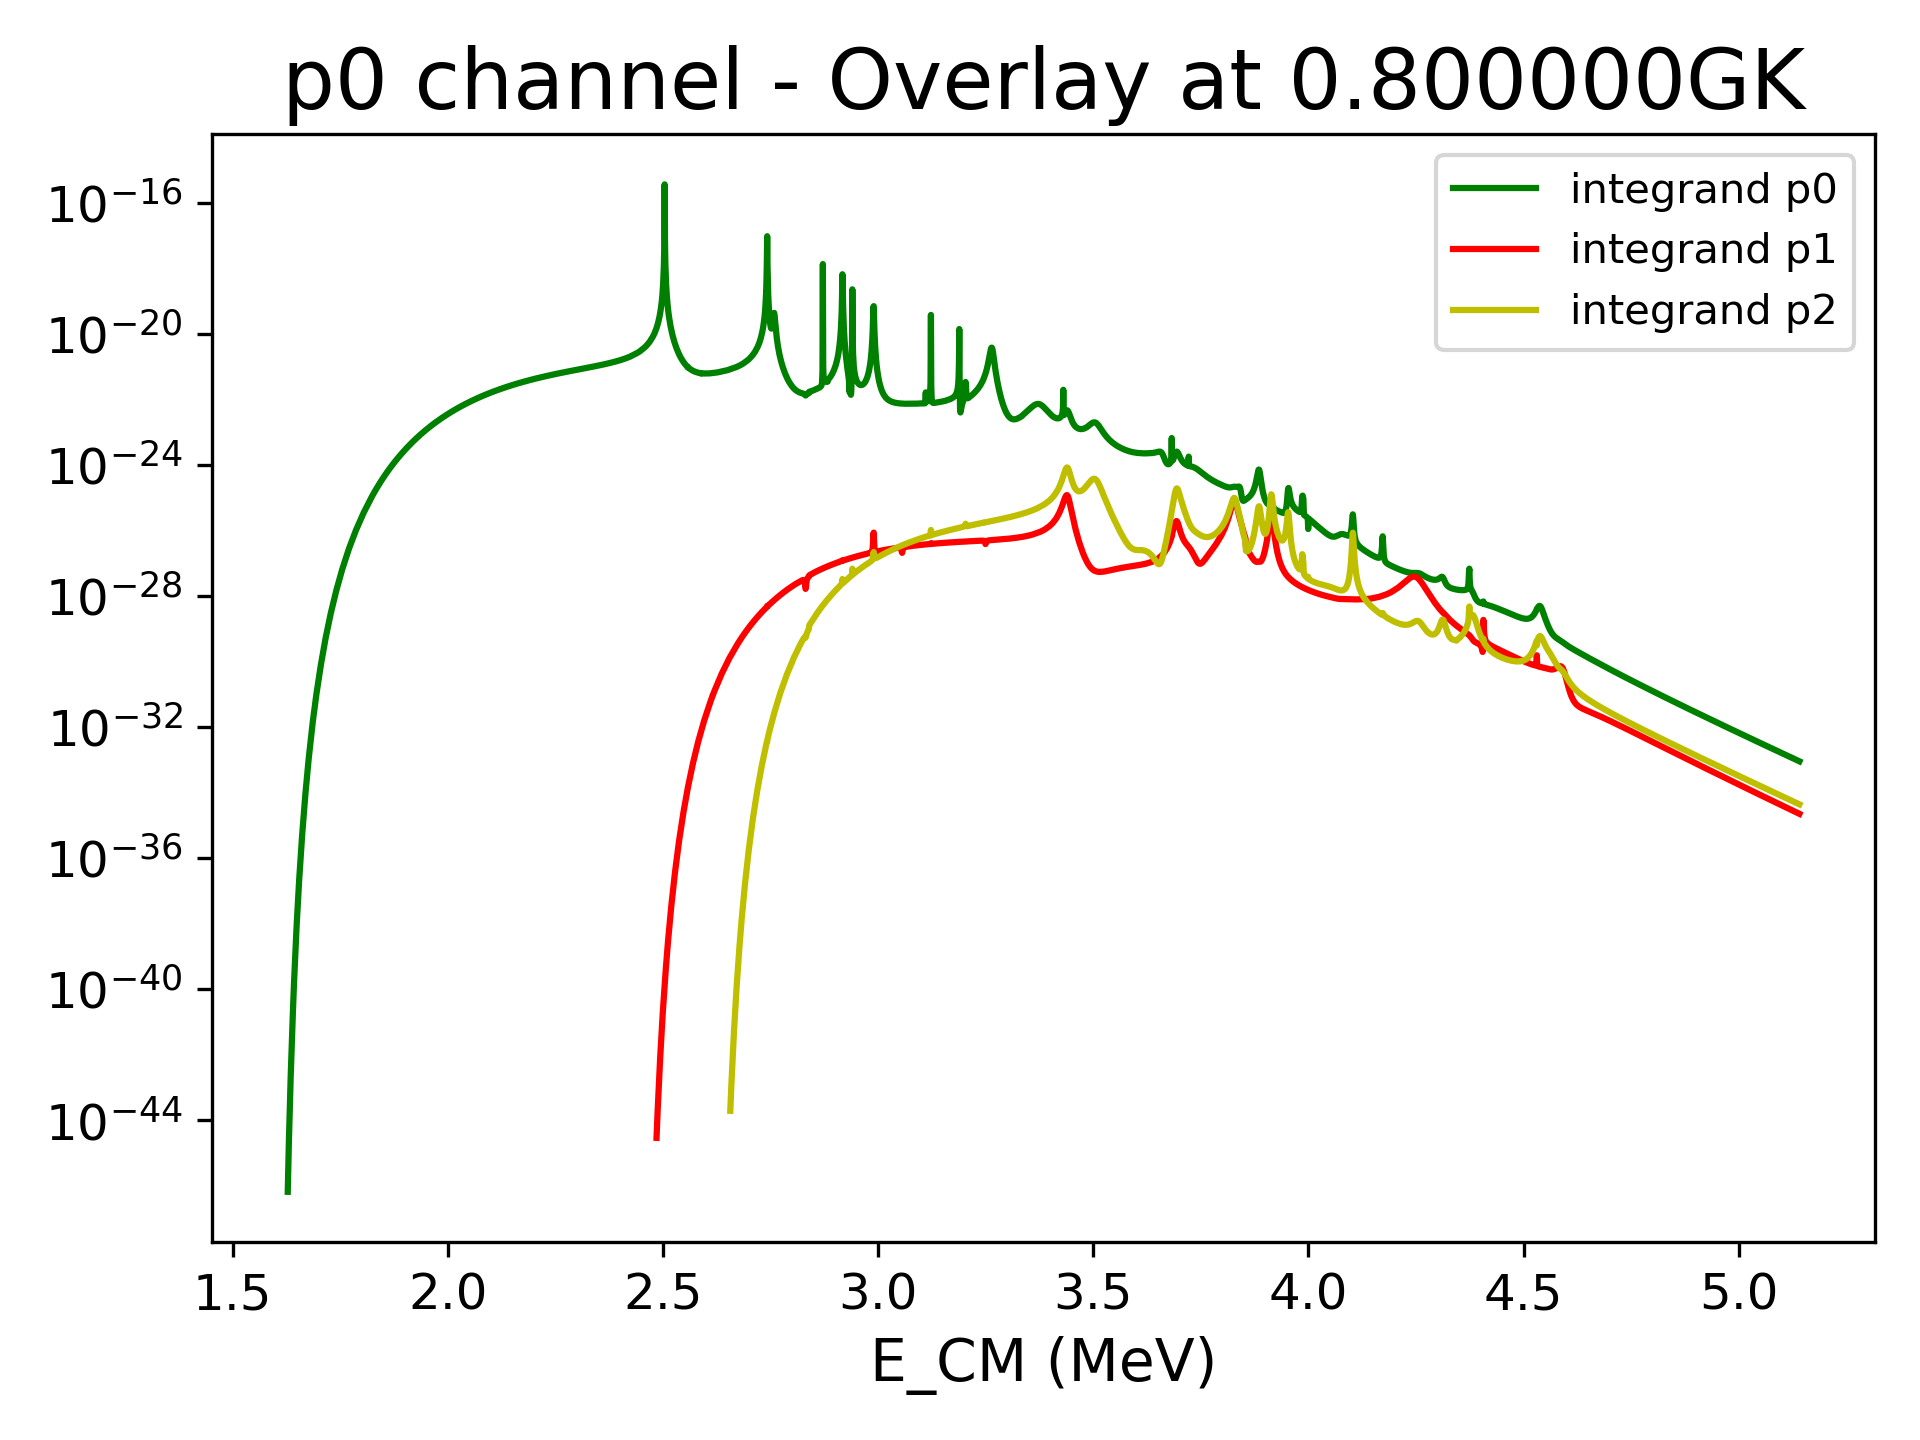 p0 channel - Overlay at 0.800000GK
integrand p0
integrand p1
integrand p2
10⁻¹⁶
10⁻²⁰
10⁻²⁴
10⁻²⁸
10⁻³²
10⁻³⁶
10⁻⁴⁰
10⁻⁴⁴
1.5 2.0 2.5 3.0 3.5 4.0 4.5 5.0
E_CM (MeV)